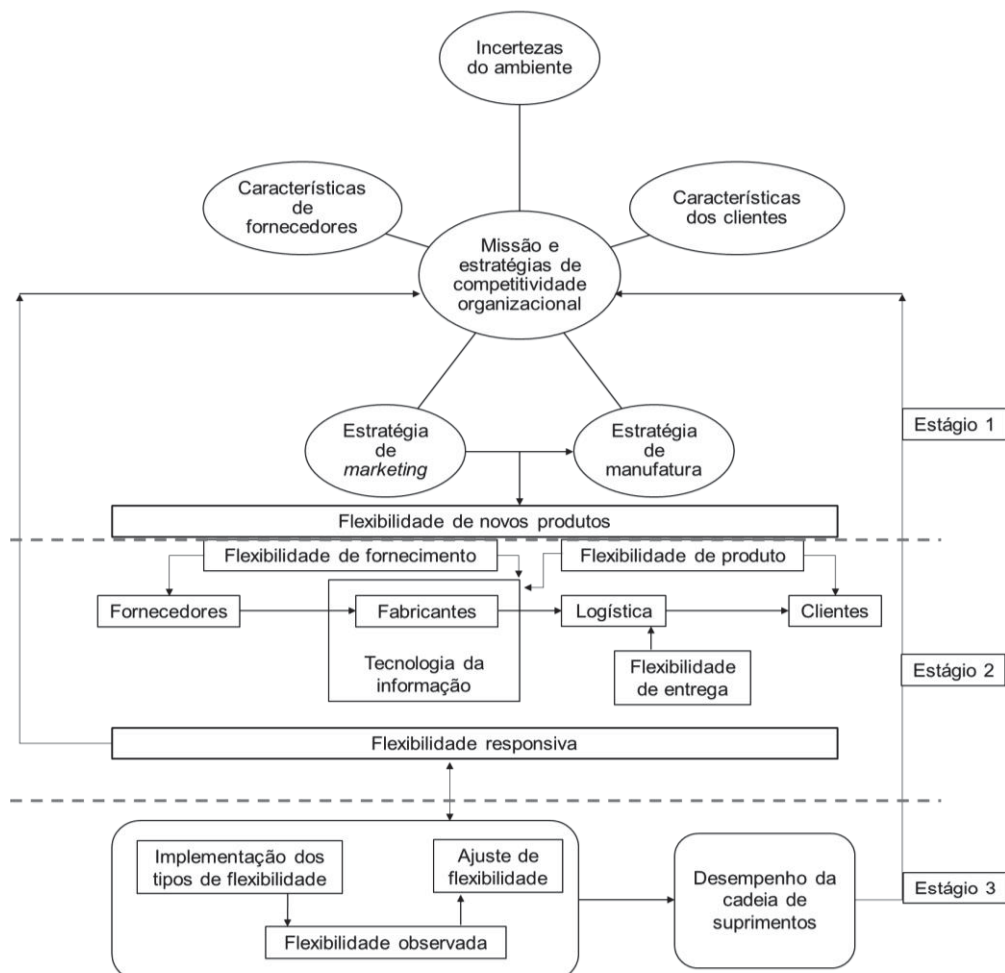 Incertezas
do ambiente
Características
de
fornecedores
Características
dos clientes
Missão e
estratégias de
competitividade
organizacional
Estratégia
de
marketing
Estratégia
de
manufatura
Estágio 1
Flexibilidade de novos produtos
Flexibilidade de fornecimento
Flexibilidade de produto
Fornecedores
Fabricantes
Logística
Clientes
Tecnologia da
informação
Flexibilidade
de entrega
Estágio 2
Flexibilidade responsiva
Implementação dos
tipos de flexibilidade
Ajuste de
flexibilidade
Flexibilidade observada
Desempenho da
cadeia de
suprimentos
Estágio 3